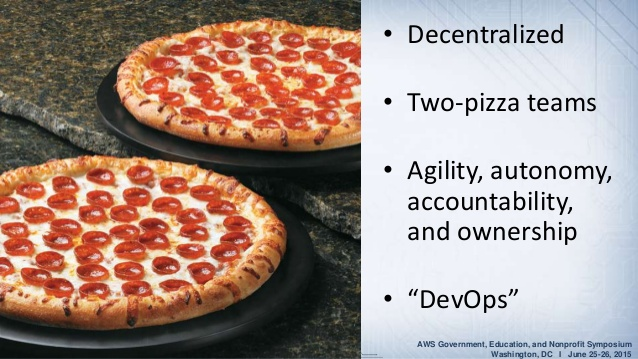 • Decentralized
• Two-pizza teams
• Agility, autonomy,
accountability,
and ownership
• “DevOps”
AWS Government, Education, and Nonprofit Symposium
Washington, DC I June 25-26, 2015